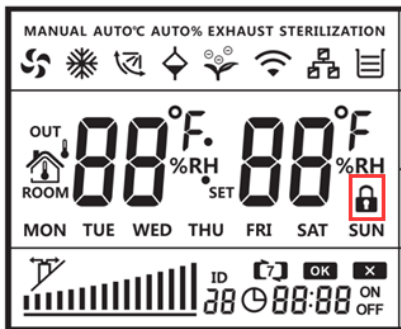 MANUAL AUTO℃ AUTO% EXHAUST STERILIZATION
OUT 88°F. 88°F
%RH %RH
ROOM SET
MON TUE WED THU FRI SAT SUN
ID [7] OK X
38 88:88 ON
OFF